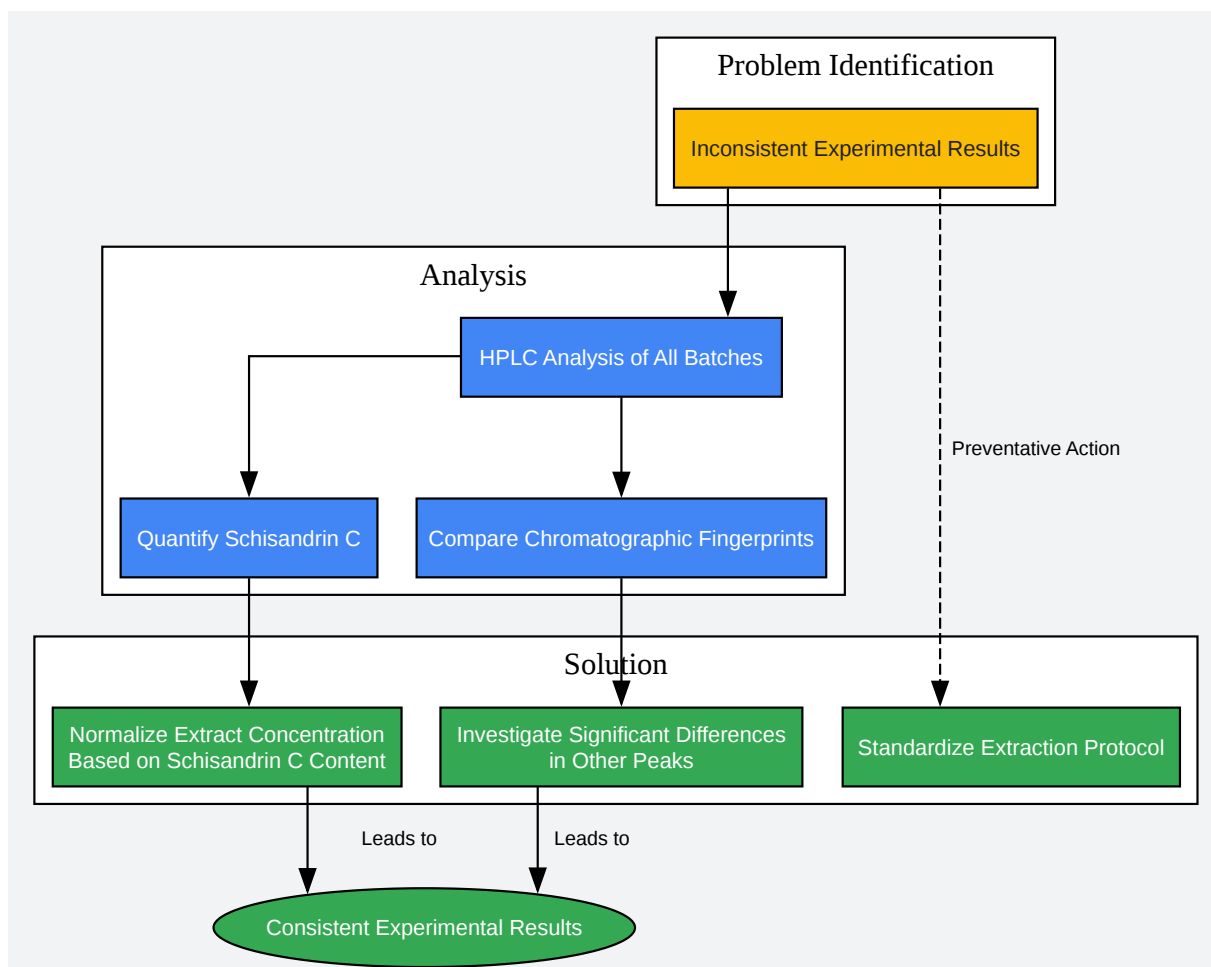 Problem Identification
Inconsistent Experimental Results
Analysis
HPLC Analysis of All Batches
Preventative Action
Quantify Schisandrin C
Compare Chromatographic Fingerprints
Solution
Normalize Extract Concentration
Based on Schisandrin C Content
Investigate Significant Differences
in Other Peaks
Standardize Extraction Protocol
Leads to
Leads to
Consistent Experimental Results